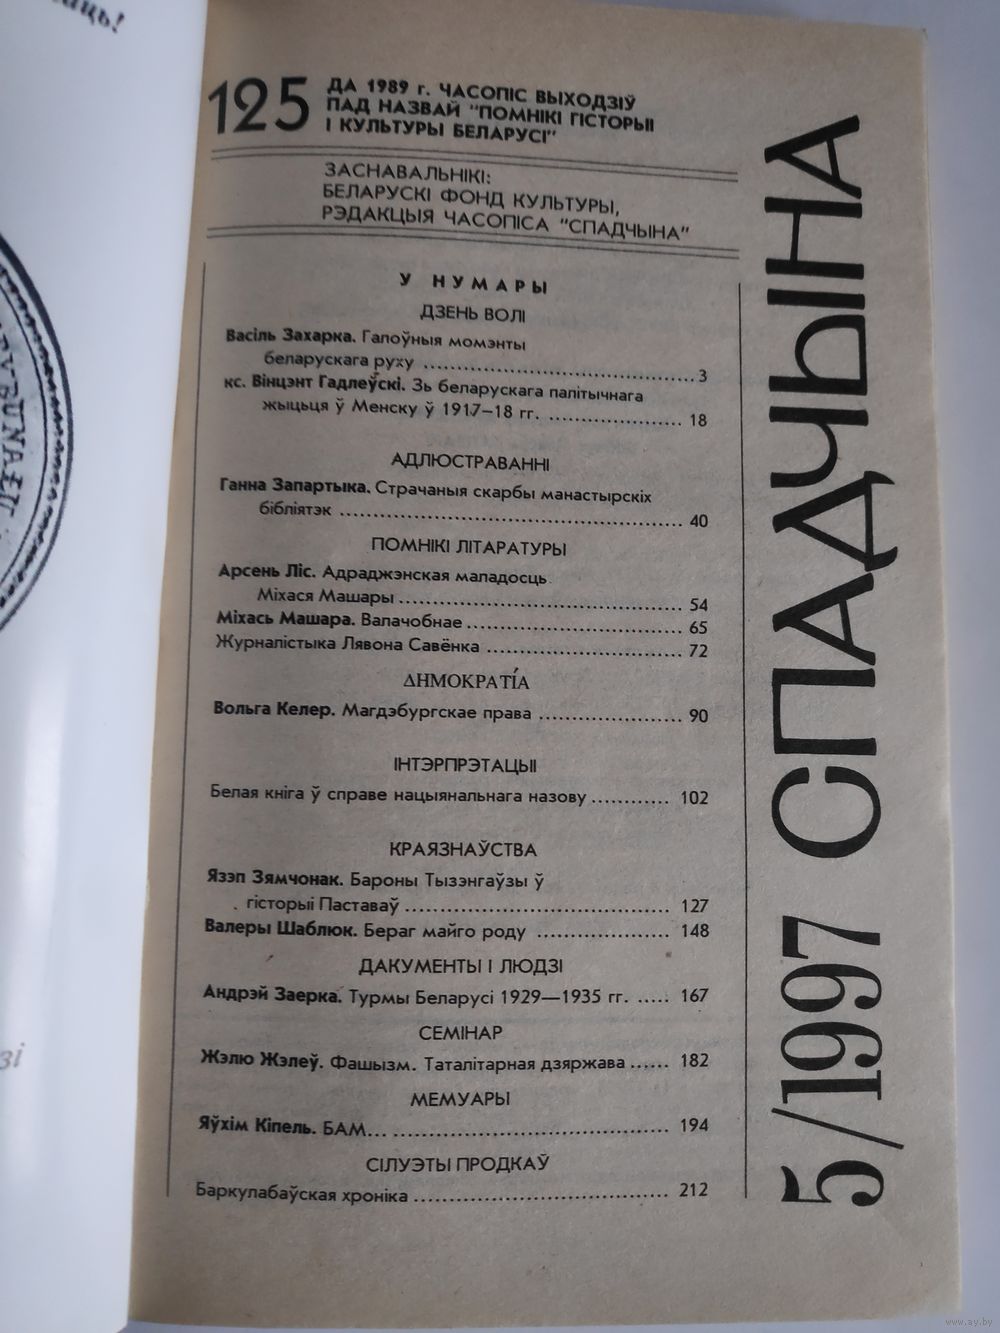 125
ДА 1989 г. ЧАСОПІС ВЫХОДЗІЎ
ПАД НАЗВАЙ "ПОМНІКІ ГІСТОРЫІ
І КУЛЬТУРЫ БЕЛАРУСІ"
ЗАСНАВАЛЬНІКІ:
БЕЛАРУСКІ ФОНД КУЛЬТУРЫ,
РЭДАКЦЫЯ ЧАСОПІСА "СПАДЧЫНА"
У НУМАРЫ
ДЗЕНЬ ВОЛІ
Васіль Захарка. Галоўныя момэнты
беларускага руху ........................................ 3
кс. Вінцэнт Гадлеўскі. Зь беларускага палітычнага
жыцьця ў Менску ў 1917–18 гг. .................... 18
АДЛЮСТРАВАННІ
Ганна Запартыка. Страчаныя скарбы манастырскіх
бібліятэк .................................................. 40
ПОМНІКІ ЛІТАРАТУРЫ
Арсень Ліс. Адраджэнская маладосць
Міхася Машары ........................................ 54
Міхась Машара. Валачобнае .............................. 65
Журналістыка Лявона Савёнка ........................... 72
ΔΗΜΟΚΡΑΤΊΑ
Вольга Келер. Магдэбургскае права ..................... 90
ІНТЭРПРЭТАЦЫІ
Белая кніга ў справе нацыянальнага назову ............ 102
КРАЯЗНАЎСТВА
Язэп Зямчонак. Бароны Тызэнгаўзы ў
гісторыі Паставаў ...................................... 127
Валеры Шаблюк. Бераг майго роду ................... 148
ДАКУМЕНТЫ І ЛЮДЗІ
Андрэй Заерка. Турмы Беларусі 1929—1935 гг. ..... 167
СЕМІНАР
Жэлю Жэлеў. Фашызм. Таталітарная дзяржава ...... 182
МЕМУАРЫ
Яўхім Кіпель. БАМ... ........................................ 194
СІЛУЭТЫ ПРОДКАЎ
Баркулабаўская хроніка ..................................... 212
5/1997 СПАДЧЫНА
www.ay.by